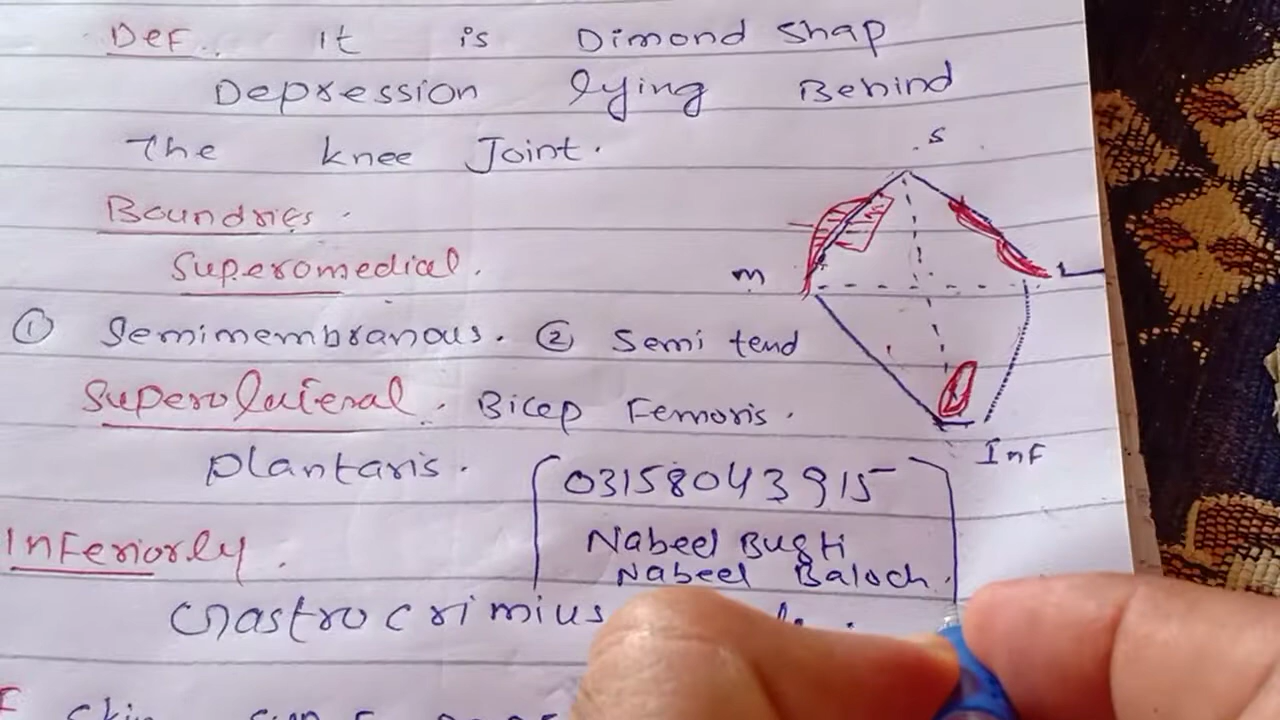 DeF.. It is Dimond Shap
Depression lying Behind
The knee Joint.
Boundries.
Superomedial.
① Semimembranous. ② Semi tend
Superolateral. Bicep Femoris.
Plantaris.
Inferiorly.
Gastrocrimius
S
m
L
InF
03158043915
Nabeel Bugti
Nabeel Baloch.
F Skin